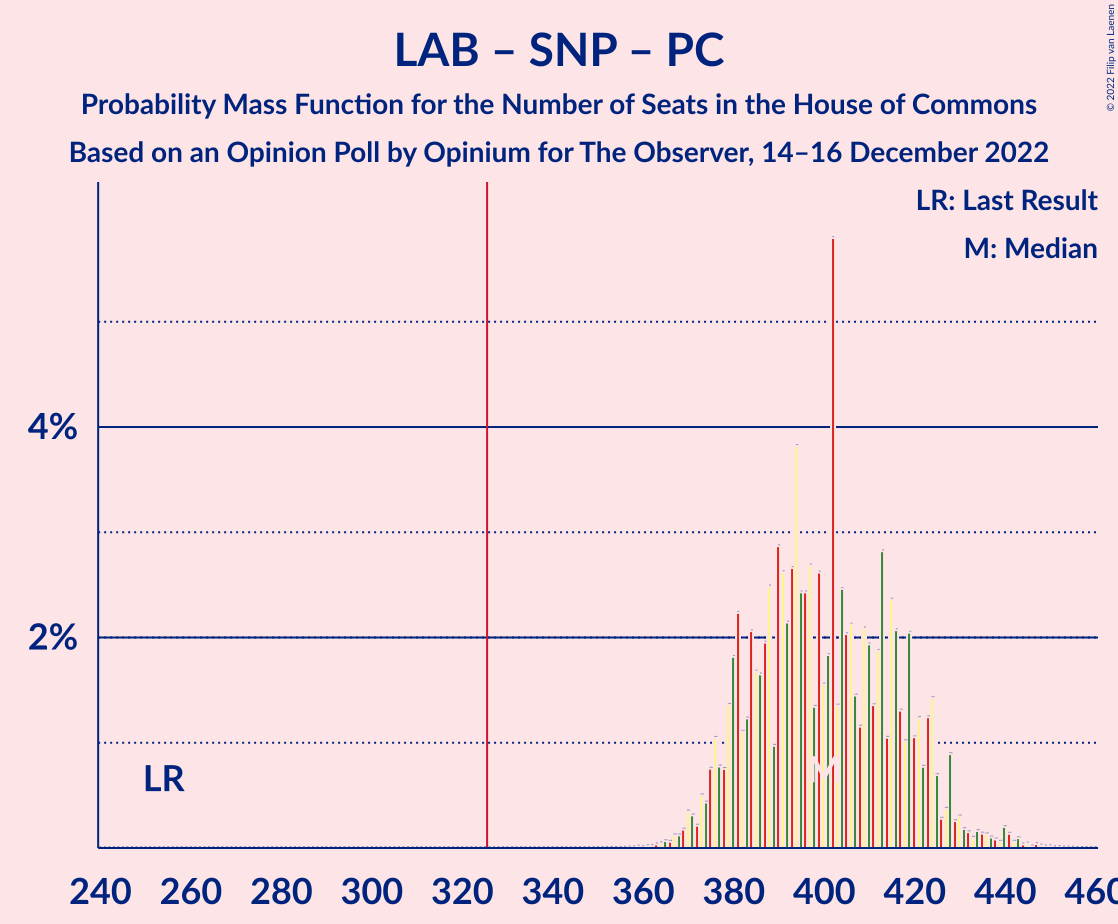 LAB – SNP – PC
Probability Mass Function for the Number of Seats in the House of Commons
Based on an Opinion Poll by Opinium for The Observer, 14–16 December 2022
© 2022 Filip van Laenen
LR: Last Result
M: Median
4%
2%
LR
M
240 260 280 300 320 340 360 380 400 420 440 460